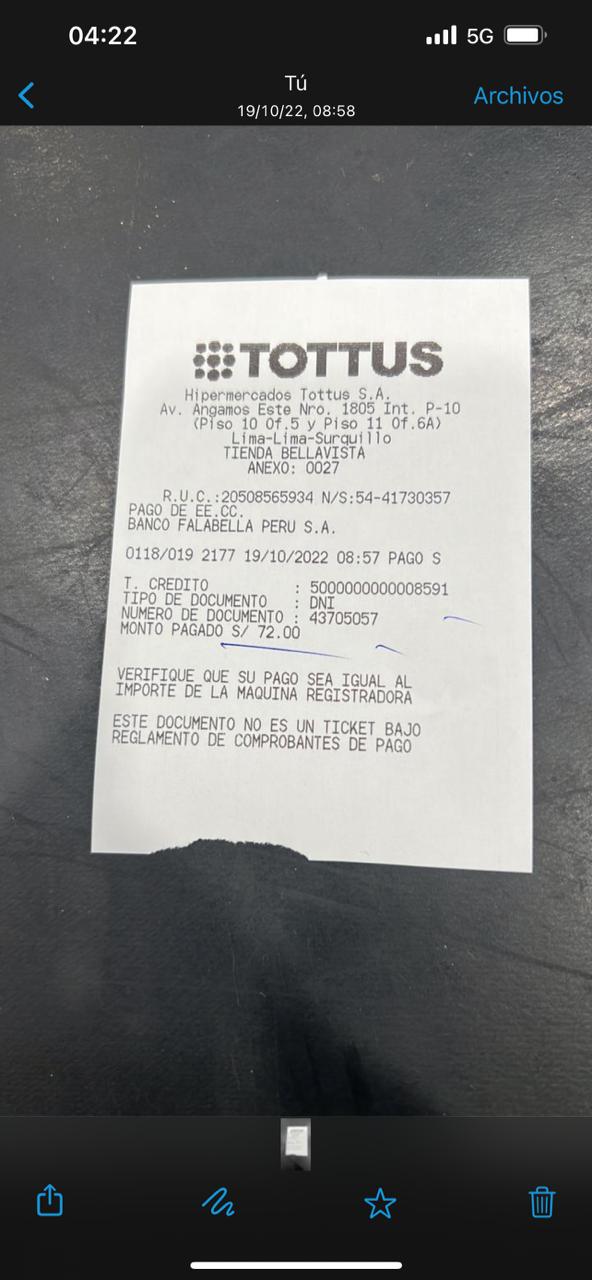 04:22
5G
Tú
19/10/22, 08:58
Archivos
TOTTUS
Hipermercados Tottus S.A.
Av. Angamos Este Nro. 1805 Int. P-10
(Piso 10 Of.5 y Piso 11 Of.6A)
Lima-Lima-Surquillo
TIENDA BELLAVISTA
ANEXO: 0027
R.U.C.:20508565934 N/S:54-41730357
PAGO DE EE.CC.
BANCO FALABELLA PERU S.A.
0118/019 2177 19/10/2022 08:57 PAGO S
T. CREDITO : 5000000000008591
TIPO DE DOCUMENTO : DNI
NUMERO DE DOCUMENTO : 43705057
MONTO PAGADO S/ 72.00
VERIFIQUE QUE SU PAGO SEA IGUAL AL
IMPORTE DE LA MAQUINA REGISTRADORA
ESTE DOCUMENTO NO ES UN TICKET BAJO
REGLAMENTO DE COMPROBANTES DE PAGO